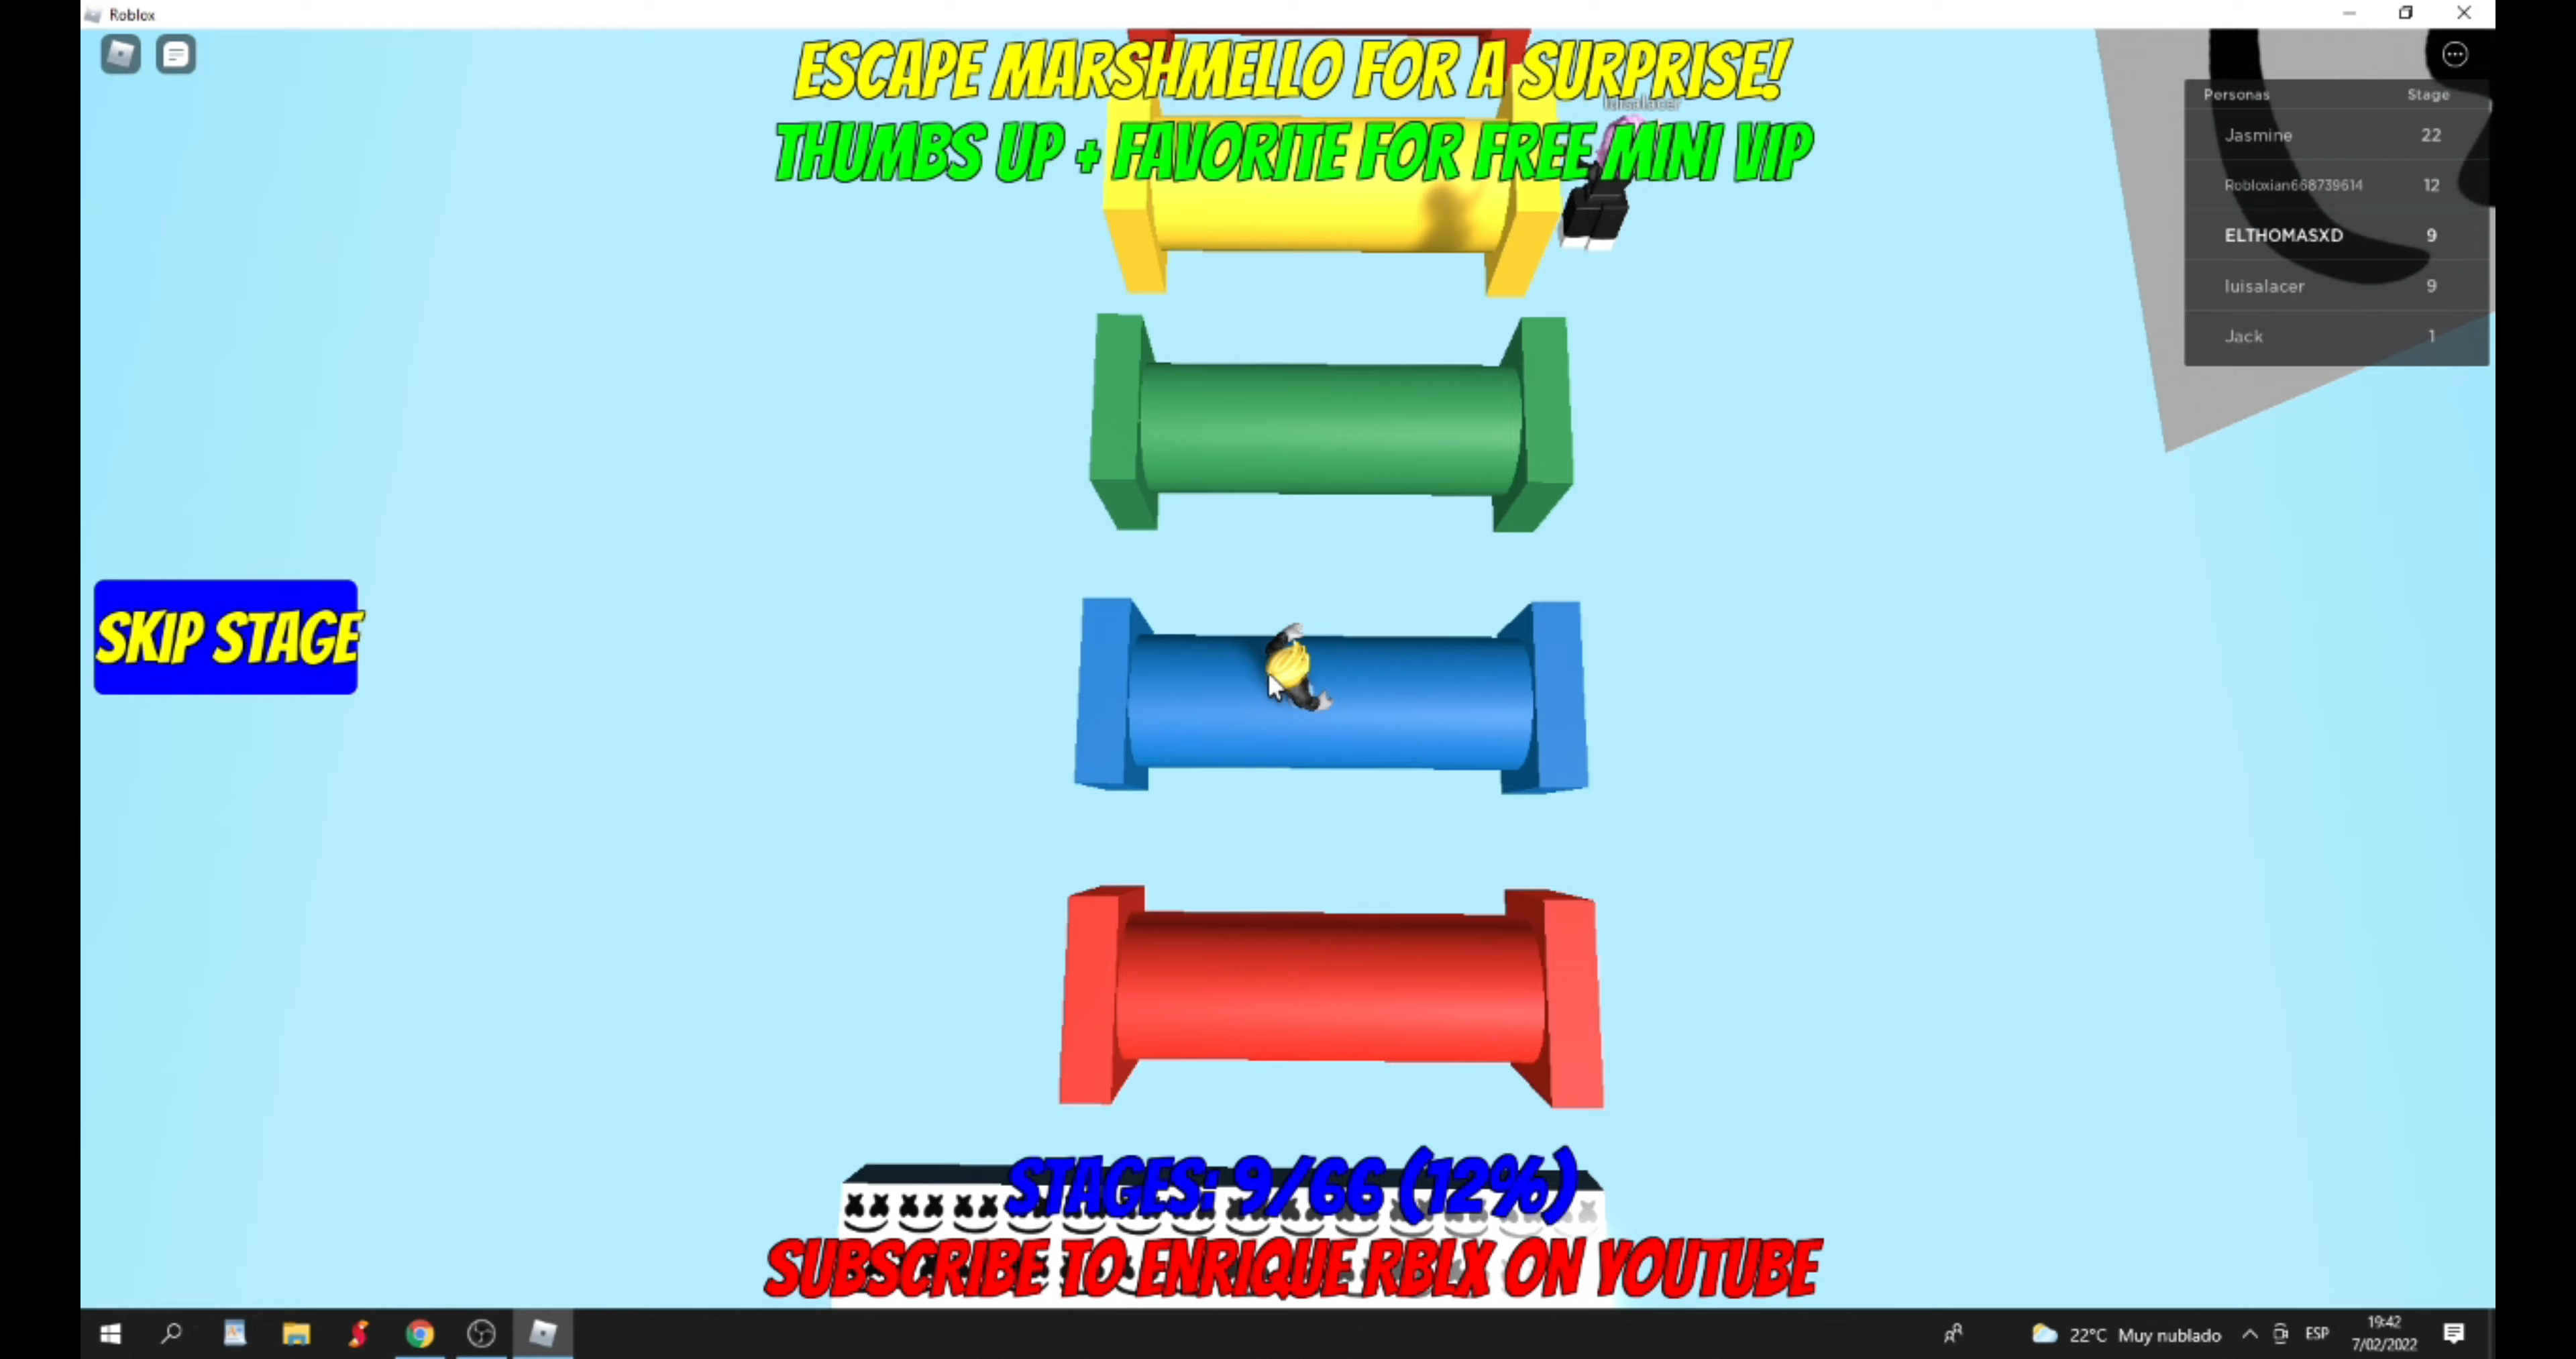 Roblox
ESCAPE MARSHMELLO FOR A SURPRISE!
THUMBS UP + FAVORITE FOR FREE MINI VIP
luisalacer
Personas Stage
Jasmine 22
Robloxian668739614 12
ELTHOMASXD 9
luisalacer 9
Jack 1
SKIP STAGE
STAGES: 9/66 (12%)
SUBSCRIBE TO ENRIQUE RBLX ON YOUTUBE
22°C Muy nublado ESP 19:42
7/02/2022